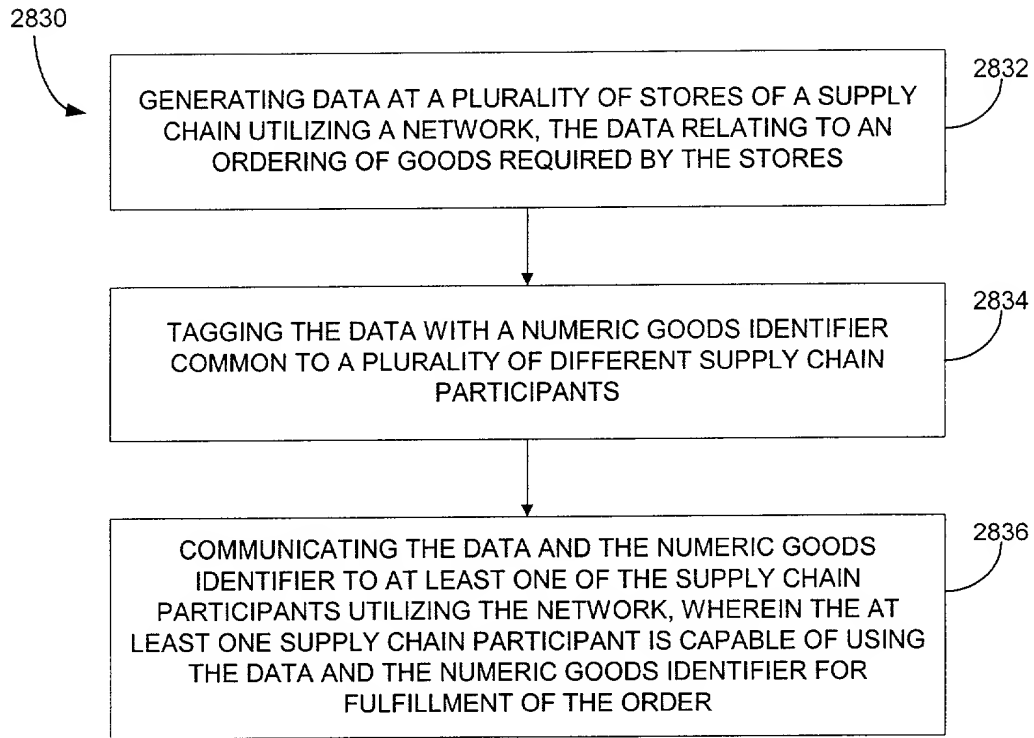 2830
2832
GENERATING DATA AT A PLURALITY OF STORES OF A SUPPLY
CHAIN UTILIZING A NETWORK, THE DATA RELATING TO AN
ORDERING OF GOODS REQUIRED BY THE STORES
2834
TAGGING THE DATA WITH A NUMERIC GOODS IDENTIFIER
COMMON TO A PLURALITY OF DIFFERENT SUPPLY CHAIN
PARTICIPANTS
2836
COMMUNICATING THE DATA AND THE NUMERIC GOODS
IDENTIFIER TO AT LEAST ONE OF THE SUPPLY CHAIN
PARTICIPANTS UTILIZING THE NETWORK, WHEREIN THE AT
LEAST ONE SUPPLY CHAIN PARTICIPANT IS CAPABLE OF USING
THE DATA AND THE NUMERIC GOODS IDENTIFIER FOR
FULFILLMENT OF THE ORDER